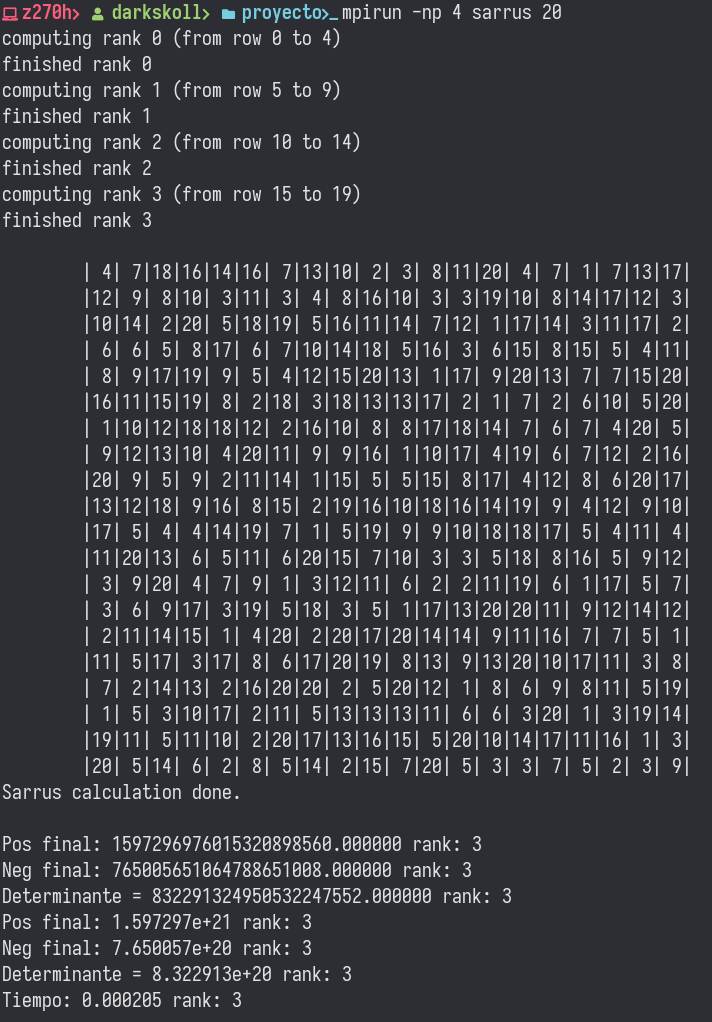 z270h> darkskoll> proyecto>_mpirun -np 4 sarrus 20
computing rank 0 (from row 0 to 4)
finished rank 0
computing rank 1 (from row 5 to 9)
finished rank 1
computing rank 2 (from row 10 to 14)
finished rank 2
computing rank 3 (from row 15 to 19)
finished rank 3
| 4| 7|18|16|14|16| 7|13|10| 2| 3| 8|11|20| 4| 7| 1| 7|13|17|
|12| 9| 8|10| 3|11| 3| 4| 8|16|10| 3| 3|19|10| 8|14|17|12| 3|
|10|14| 2|20| 5|18|19| 5|16|11|14| 7|12| 1|17|14| 3|11|17| 2|
| 6| 6| 5| 8|17| 6| 7|10|14|18| 5|16| 3| 6|15| 8|15| 5| 4|11|
| 8| 9|17|19| 9| 5| 4|12|15|20|13| 1|17| 9|20|13| 7| 7|15|20|
|16|11|15|19| 8| 2|18| 3|18|13|13|17| 2| 1| 7| 2| 6|10| 5|20|
| 1|10|12|18|18|12| 2|16|10| 8| 8|17|18|14| 7| 6| 7| 4|20| 5|
| 9|12|13|10| 4|20|11| 9| 9|16| 1|10|17| 4|19| 6| 7|12| 2|16|
|20| 9| 5| 9| 2|11|14| 1|15| 5| 5|15| 8|17| 4|12| 8| 6|20|17|
|13|12|18| 9|16| 8|15| 2|19|16|10|18|16|14|19| 9| 4|12| 9|10|
|17| 5| 4| 4|14|19| 7| 1| 5|19| 9| 9|10|18|18|17| 5| 4|11| 4|
|11|20|13| 6| 5|11| 6|20|15| 7|10| 3| 3| 5|18| 8|16| 5| 9|12|
| 3| 9|20| 4| 7| 9| 1| 3|12|11| 6| 2| 2|11|19| 6| 1|17| 5| 7|
| 3| 6| 9|17| 3|19| 5|18| 3| 5| 1|17|13|20|20|11| 9|12|14|12|
| 2|11|14|15| 1| 4|20| 2|20|17|20|14|14| 9|11|16| 7| 7| 5| 1|
|11| 5|17| 3|17| 8| 6|17|20|19| 8|13| 9|13|20|10|17|11| 3| 8|
| 7| 2|14|13| 2|16|20|20| 2| 5|20|12| 1| 8| 6| 9| 8|11| 5|19|
| 1| 5| 3|10|17| 2|11| 5|13|13|13|11| 6| 6| 3|20| 1| 3|19|14|
|19|11| 5|11|10| 2|20|17|13|16|15| 5|20|10|14|17|11|16| 1| 3|
|20| 5|14| 6| 2| 8| 5|14| 2|15| 7|20| 5| 3| 3| 7| 5| 2| 3| 9|
Sarrus calculation done.
Pos final: 1597296976015320898560.000000 rank: 3
Neg final: 765005651064788651008.000000 rank: 3
Determinante = 832291324950532247552.000000 rank: 3
Pos final: 1.597297e+21 rank: 3
Neg final: 7.650057e+20 rank: 3
Determinante = 8.322913e+20 rank: 3
Tiempo: 0.000205 rank: 3